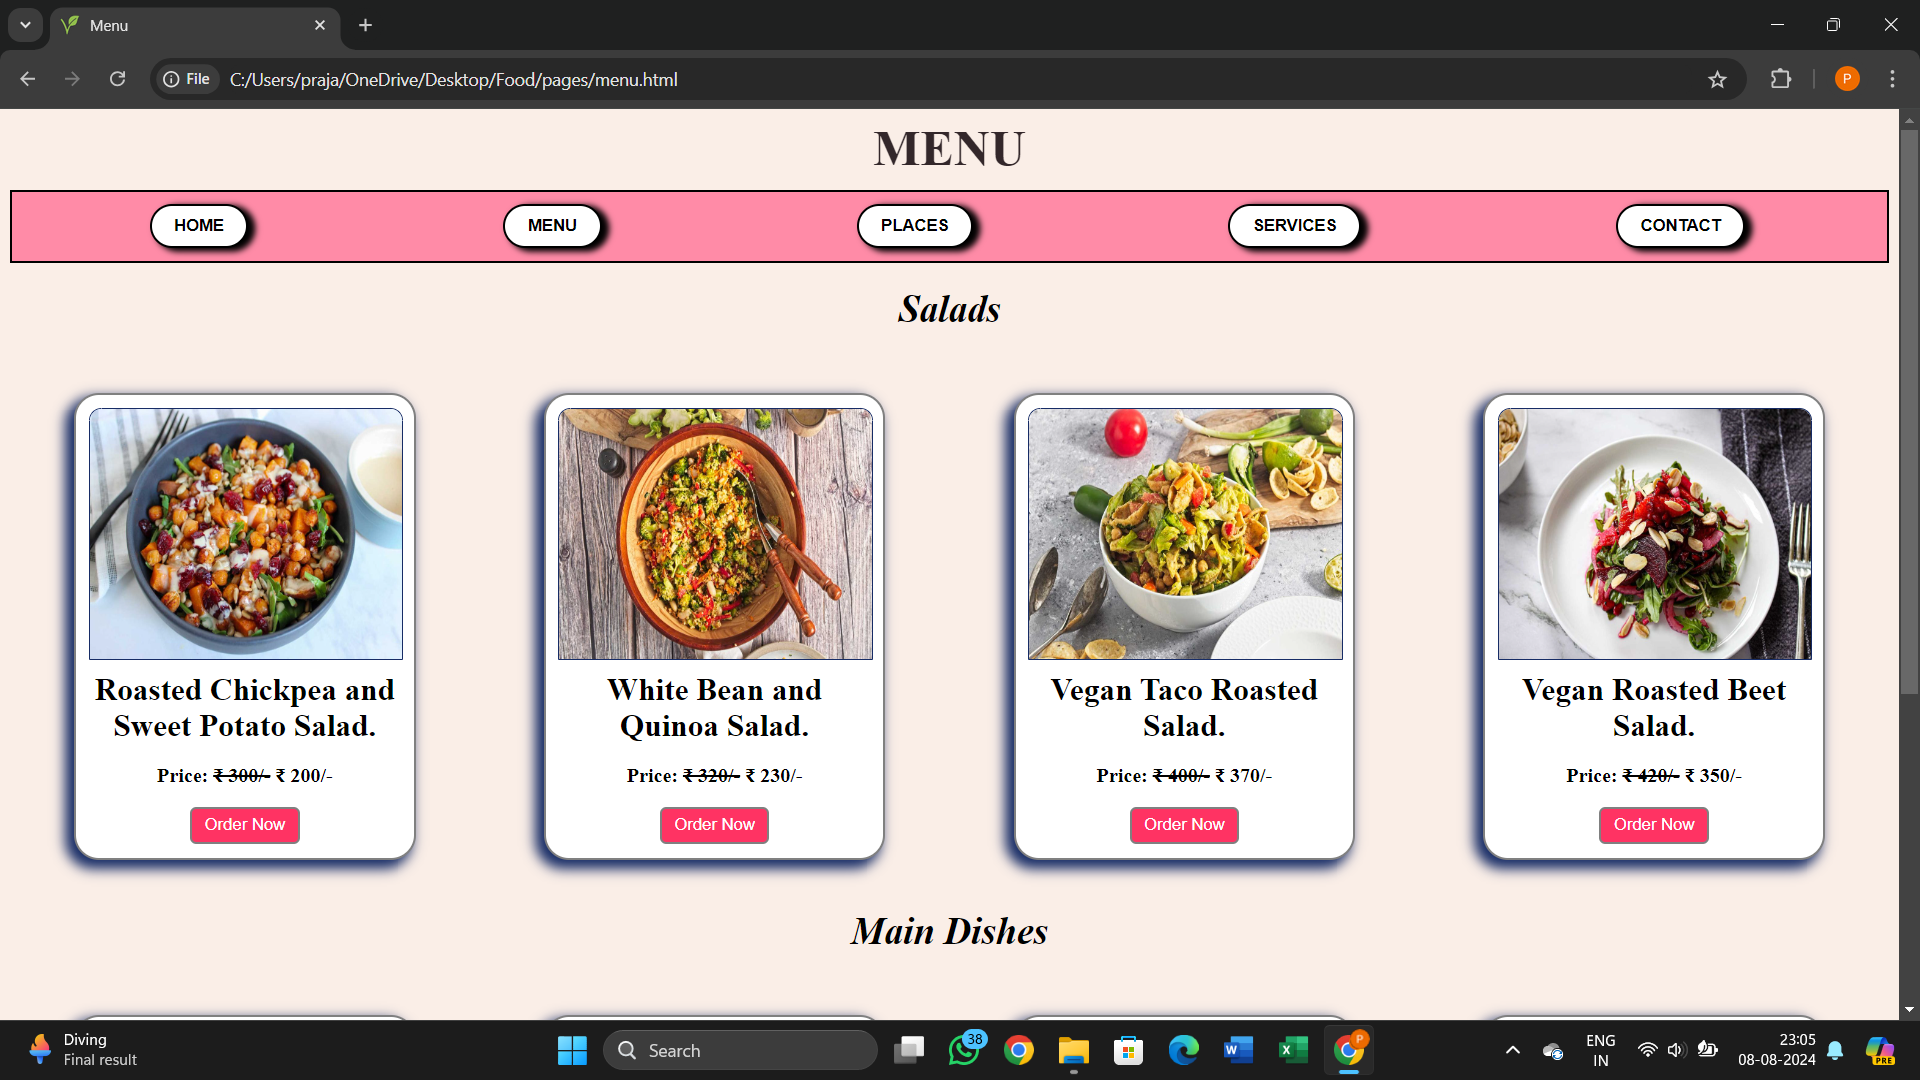 Menu
File
C:/Users/praja/OneDrive/Desktop/Food/pages/menu.html
P
MENU
HOME
MENU
PLACES
SERVICES
CONTACT
Salads
Roasted Chickpea and
Sweet Potato Salad.
Price: ₹ 300/- ₹ 200/-
Order Now
White Bean and
Quinoa Salad.
Price: ₹ 320/- ₹ 230/-
Order Now
Vegan Taco Roasted
Salad.
Price: ₹ 400/- ₹ 370/-
Order Now
Vegan Roasted Beet
Salad.
Price: ₹ 420/- ₹ 350/-
Order Now
Main Dishes
Diving
Final result
Search
38
W
X
P
ENG
IN
23:05
08-08-2024
PRE